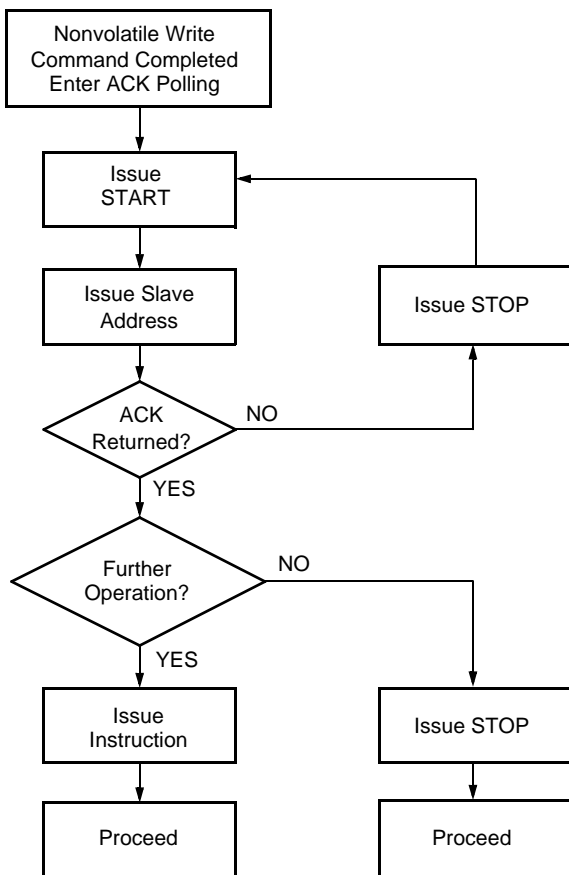 Nonvolatile Write
Command Completed
Enter ACK Polling
Issue
START
Issue Slave
Address
Issue STOP
ACK
Returned?
NO
YES
Further
Operation?
NO
YES
Issue
Instruction
Issue STOP
Proceed
Proceed